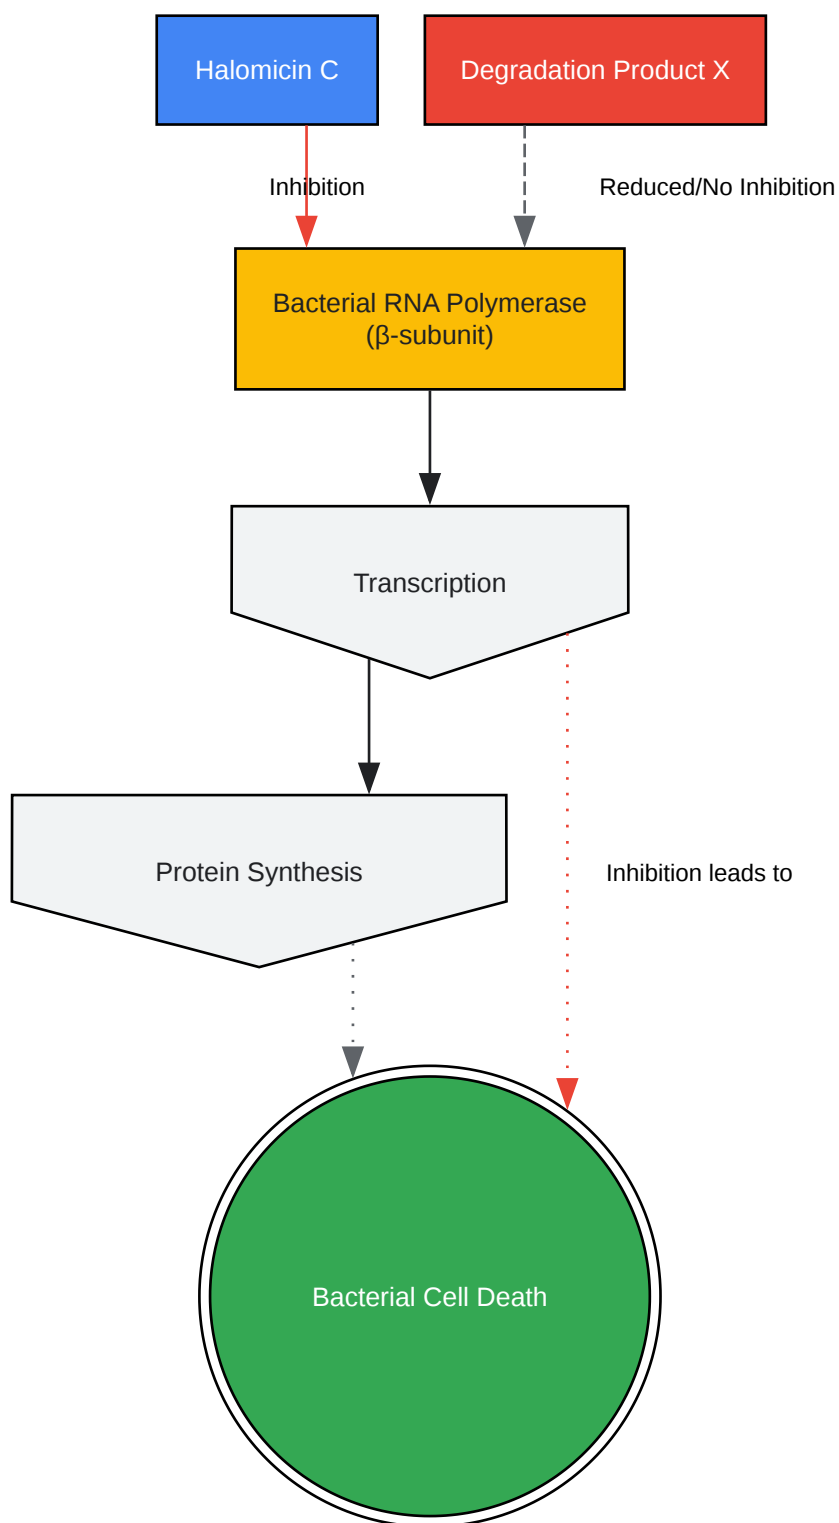 Halomicin C
Degradation Product X
Inhibition
Reduced/No Inhibition
Bacterial RNA Polymerase
(β-subunit)
Transcription
Protein Synthesis
Inhibition leads to
Bacterial Cell Death